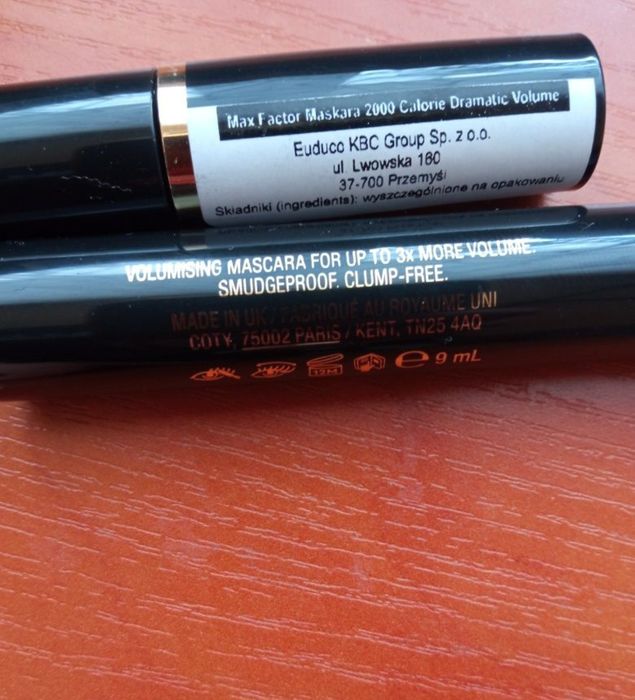 Max Factor Maskara 2000 Calorie Dramatic Volume
Euduco KBC Group Sp. z o.o.
ul. Lwowska 180
37-700 Przemyśl
Składniki (ingredients): wyszczególnione na opakowaniu
VOLUMISING MASCARA FOR UP TO 3x MORE VOLUME.
SMUDGEPROOF. CLUMP-FREE.
MADE IN UK / FABRIQUÉ AU ROYAUME UNI
COTY, 75002 PARIS / KENT, TN25 4AQ
12M e 9 mL